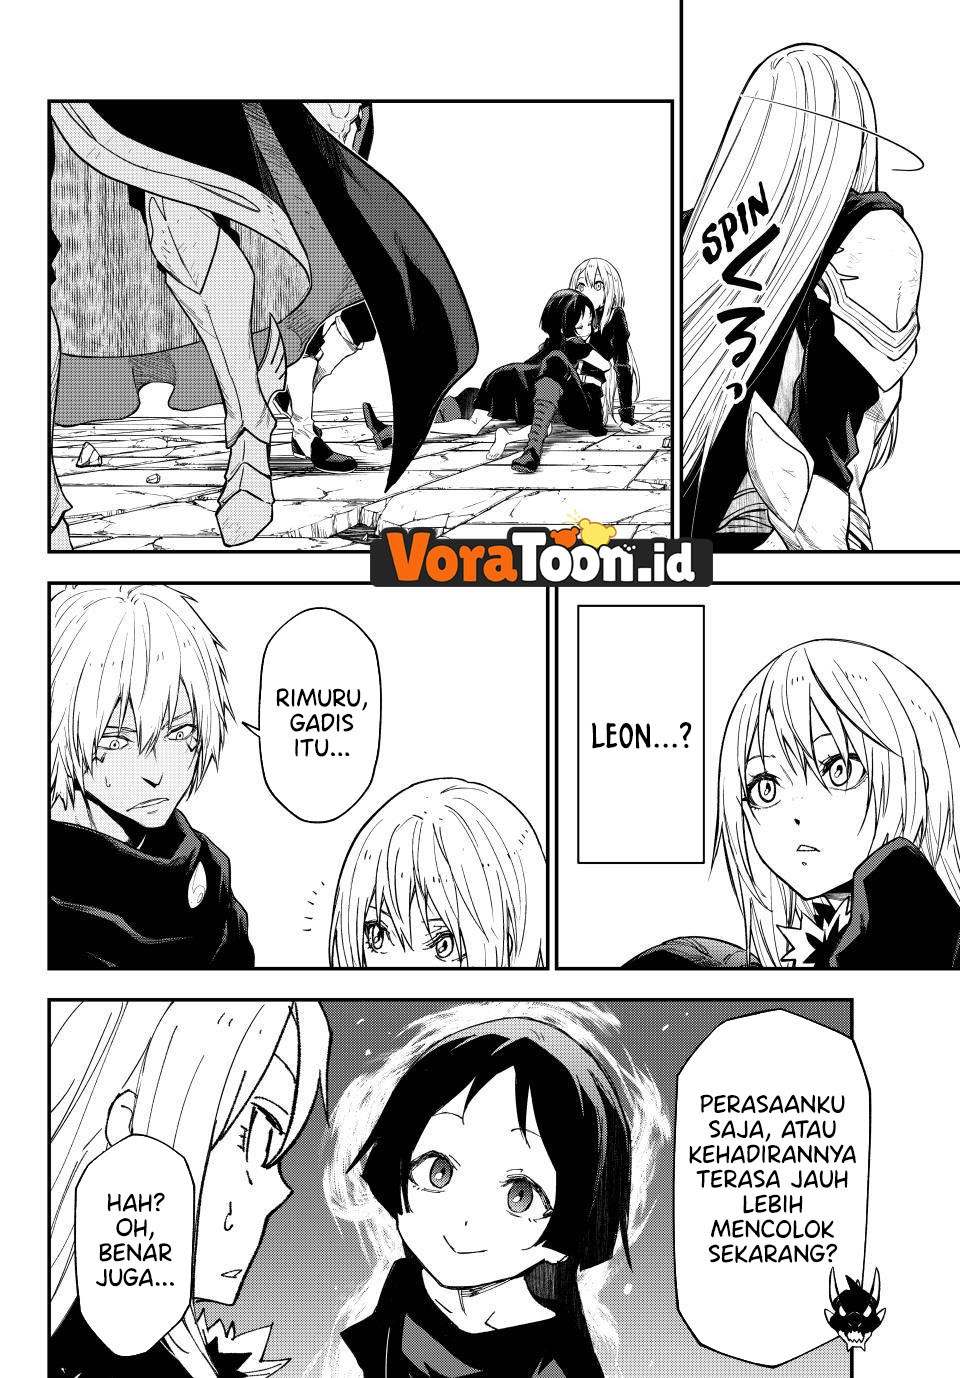 SPIN
くるっ
VoraToon.id
LEON...?
RIMURU,
GADIS
ITU...
PERASAANKU
SAJA, ATAU
KEHADIRANNYA
TERASA JAUH
LEBIH
MENCOLOK
SEKARANG?
HAH?
OH,
BENAR
JUGA...